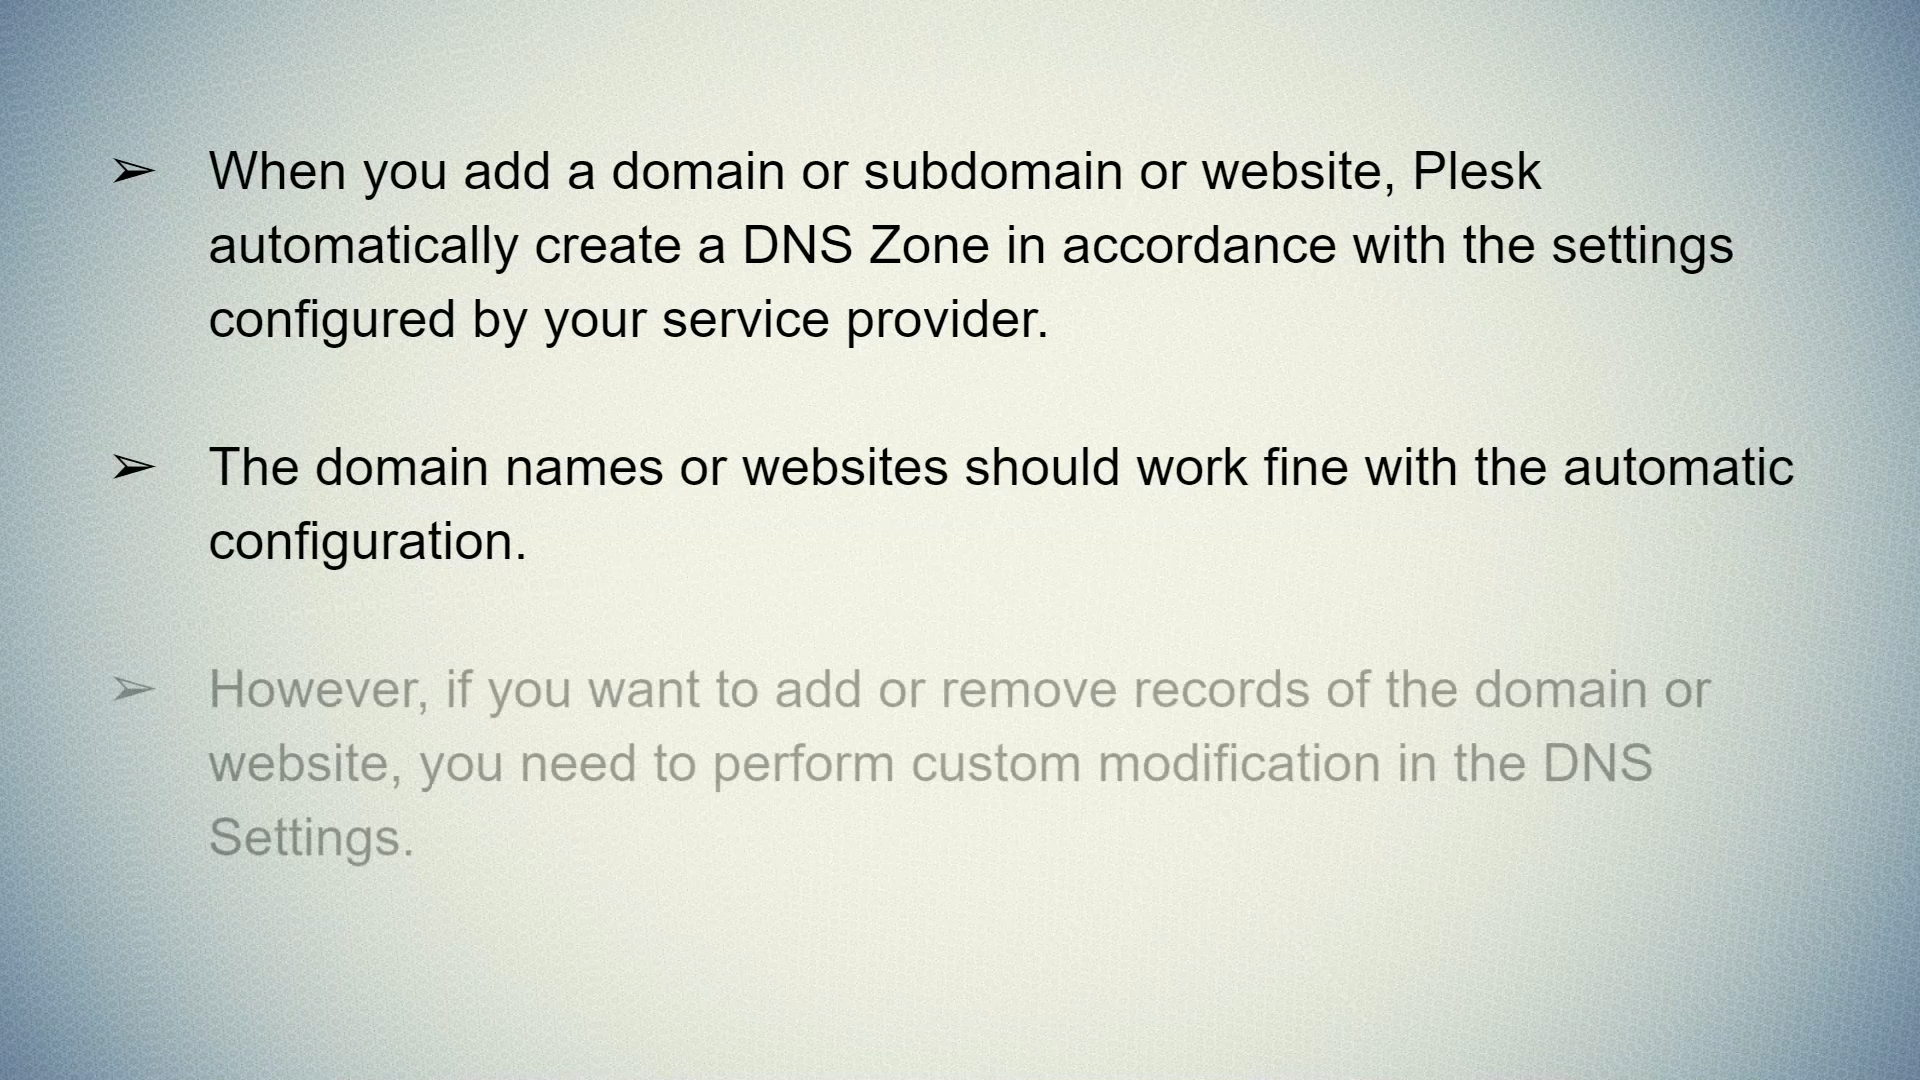 ➢ When you add a domain or subdomain or website, Plesk
automatically create a DNS Zone in accordance with the settings
configured by your service provider.
➢ The domain names or websites should work fine with the automatic
configuration.
➢ However, if you want to add or remove records of the domain or
website, you need to perform custom modification in the DNS
Settings.